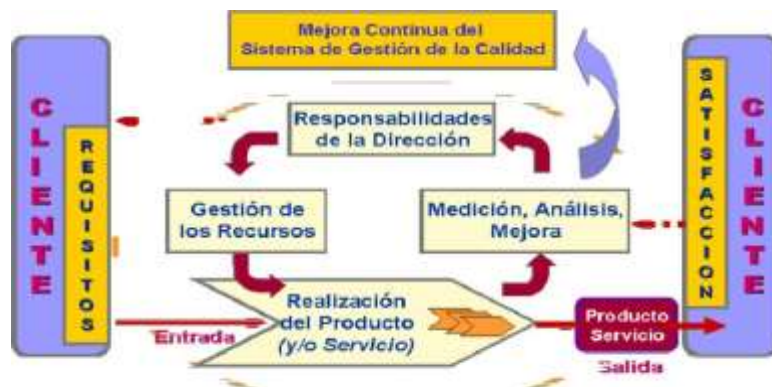 Mejora Continua del
Sistema de Gestión de la Calidad
CLIENTE
REQUISITOS
Responsabilidades
de la Dirección
Gestión de
los Recursos
Medición, Análisis,
Mejora
Realización
del Producto
(y/o Servicio)
Entrada
Producto
Servicio
Salida
SATISFACCION
CLIENTE